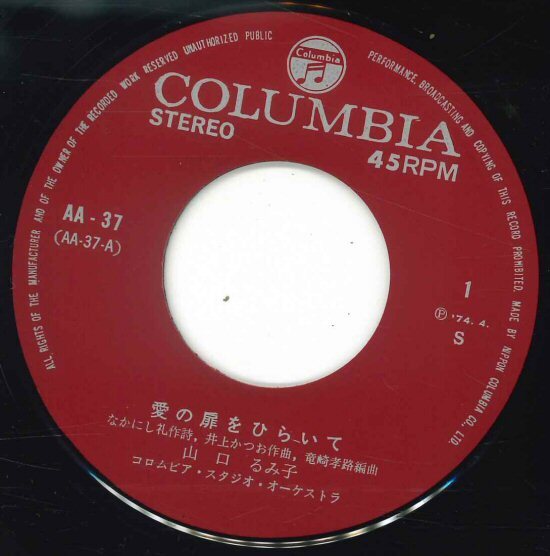 ALL RIGHTS OF THE MANUFACTURER AND OF THE OWNER OF THE RECORDED WORK RESERVED UNAUTHORIZED PUBLIC
PERFORMANCE, BROADCASTING AND COPYING OF THIS RECORD PROHIBITED. MADE BY NIPPON COLUMBIA CO., LTD.
Columbia
COLUMBIA
STEREO
45RPM
AA - 37
(AA-37-A)
1
Ⓟ '74. 4.
S
愛の扉をひらいて
なかにし礼作詩, 井上かつお作曲, 竜崎孝路編曲
山口 るみ子
コロムビア・スタジオ・オーケストラ